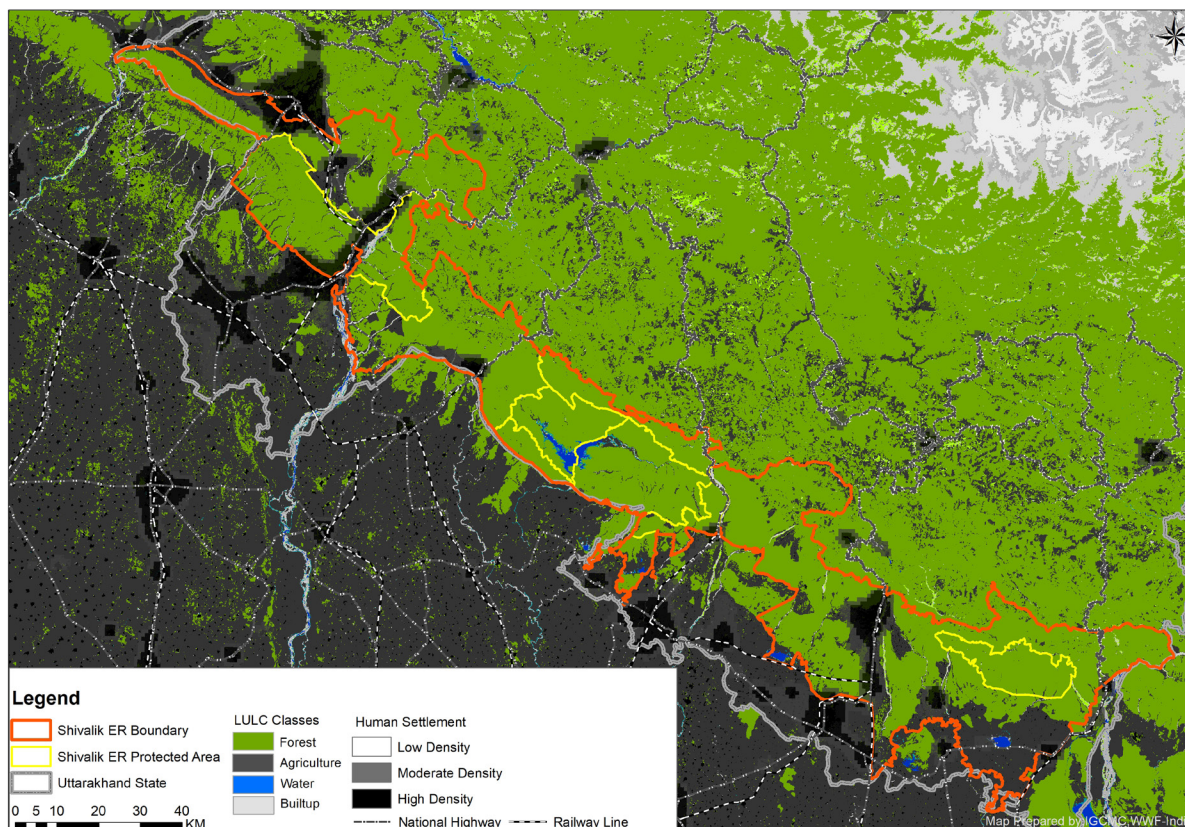 Legend
Shivalik ER Boundary
Shivalik ER Protected Area
Uttarakhand State
0 5 10 20 30 40
KM
LULC Classes
Forest
Agriculture
Water
Builtup
Human Settlement
Low Density
Moderate Density
High Density
National Highway
Railway Line
Map Prepared by IGCMC, WWF-Indi